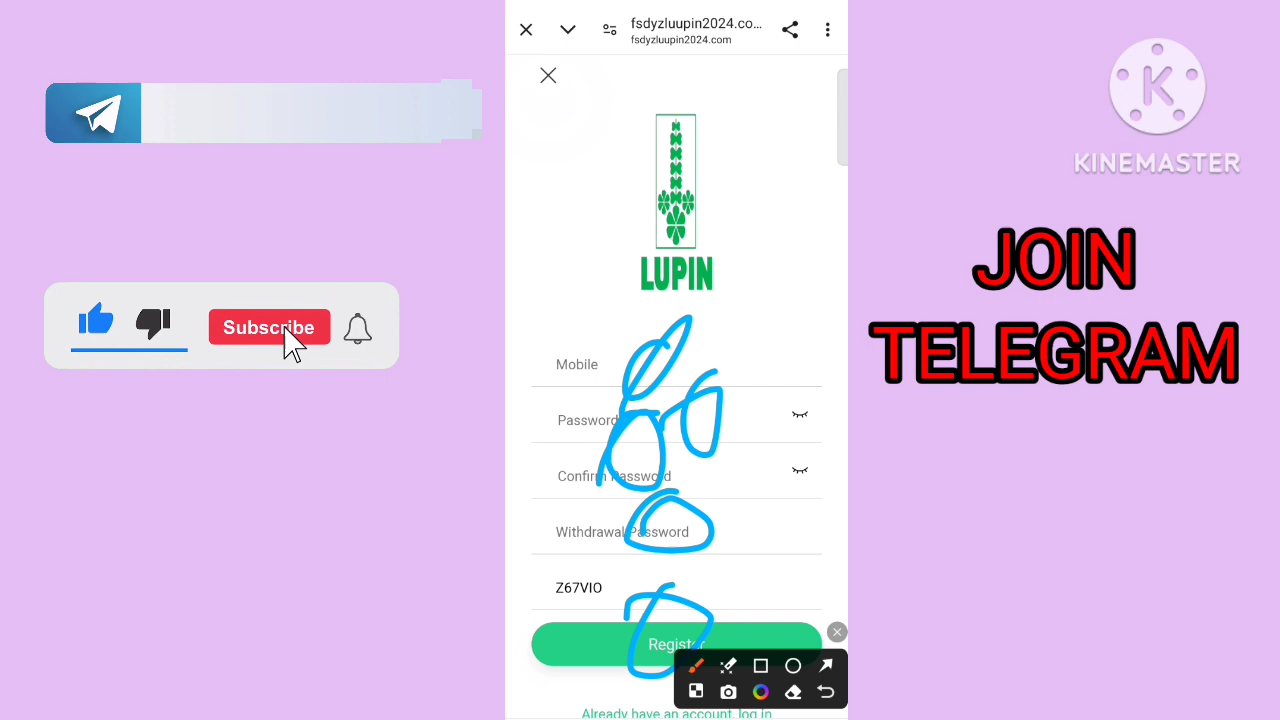 fsdyzluupin2024.co...
fsdyzluupin2024.com
LUPIN
Mobile
Password
Confirm Password
Withdrawal Password
Z67VIO
Register
Already have an account, log in
Subscribe
K
KINEMASTER
JOIN
TELEGRAM